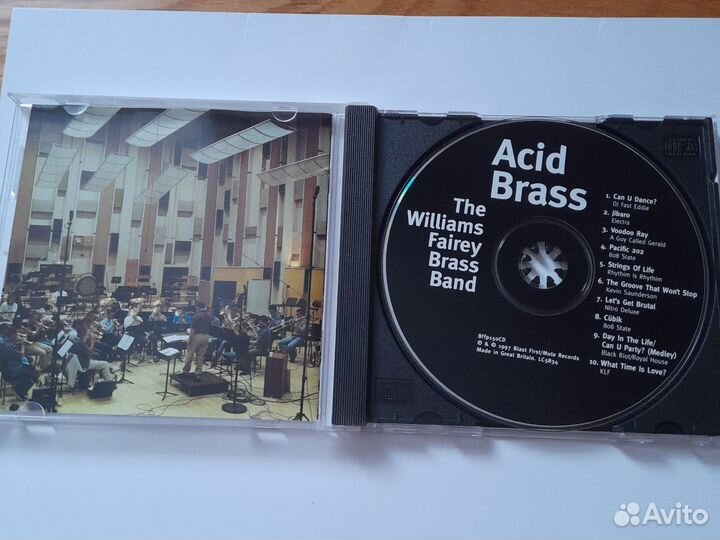 Acid
Brass
The
Williams
Fairey
Brass
Band
1. Can U Dance?
DJ Fast Eddie
2. Jibaro
Electra
3. Voodoo Ray
A Guy Called Gerald
4. Pacific 202
808 State
5. Strings Of Life
Rhythim is Rhythim
6. The Groove That Won't Stop
Kevin Saunderson
7. Let's Get Brutal
Nitro Deluxe
8. Cübik
808 State
9. Day In The Life/
Can U Party? (Medley)
Black Riot/Royal House
10. What Time Is Love?
KLF
Bffp150CD
℗ & © 1997 Blast First/Mute Records
Made in Great Britain. LC5834
Avito